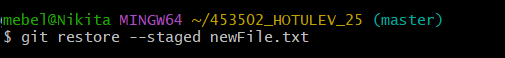 mebel@Nikita MINGW64 ~/453502_HOTULEV_25 (master)
$ git restore --staged newFile.txt